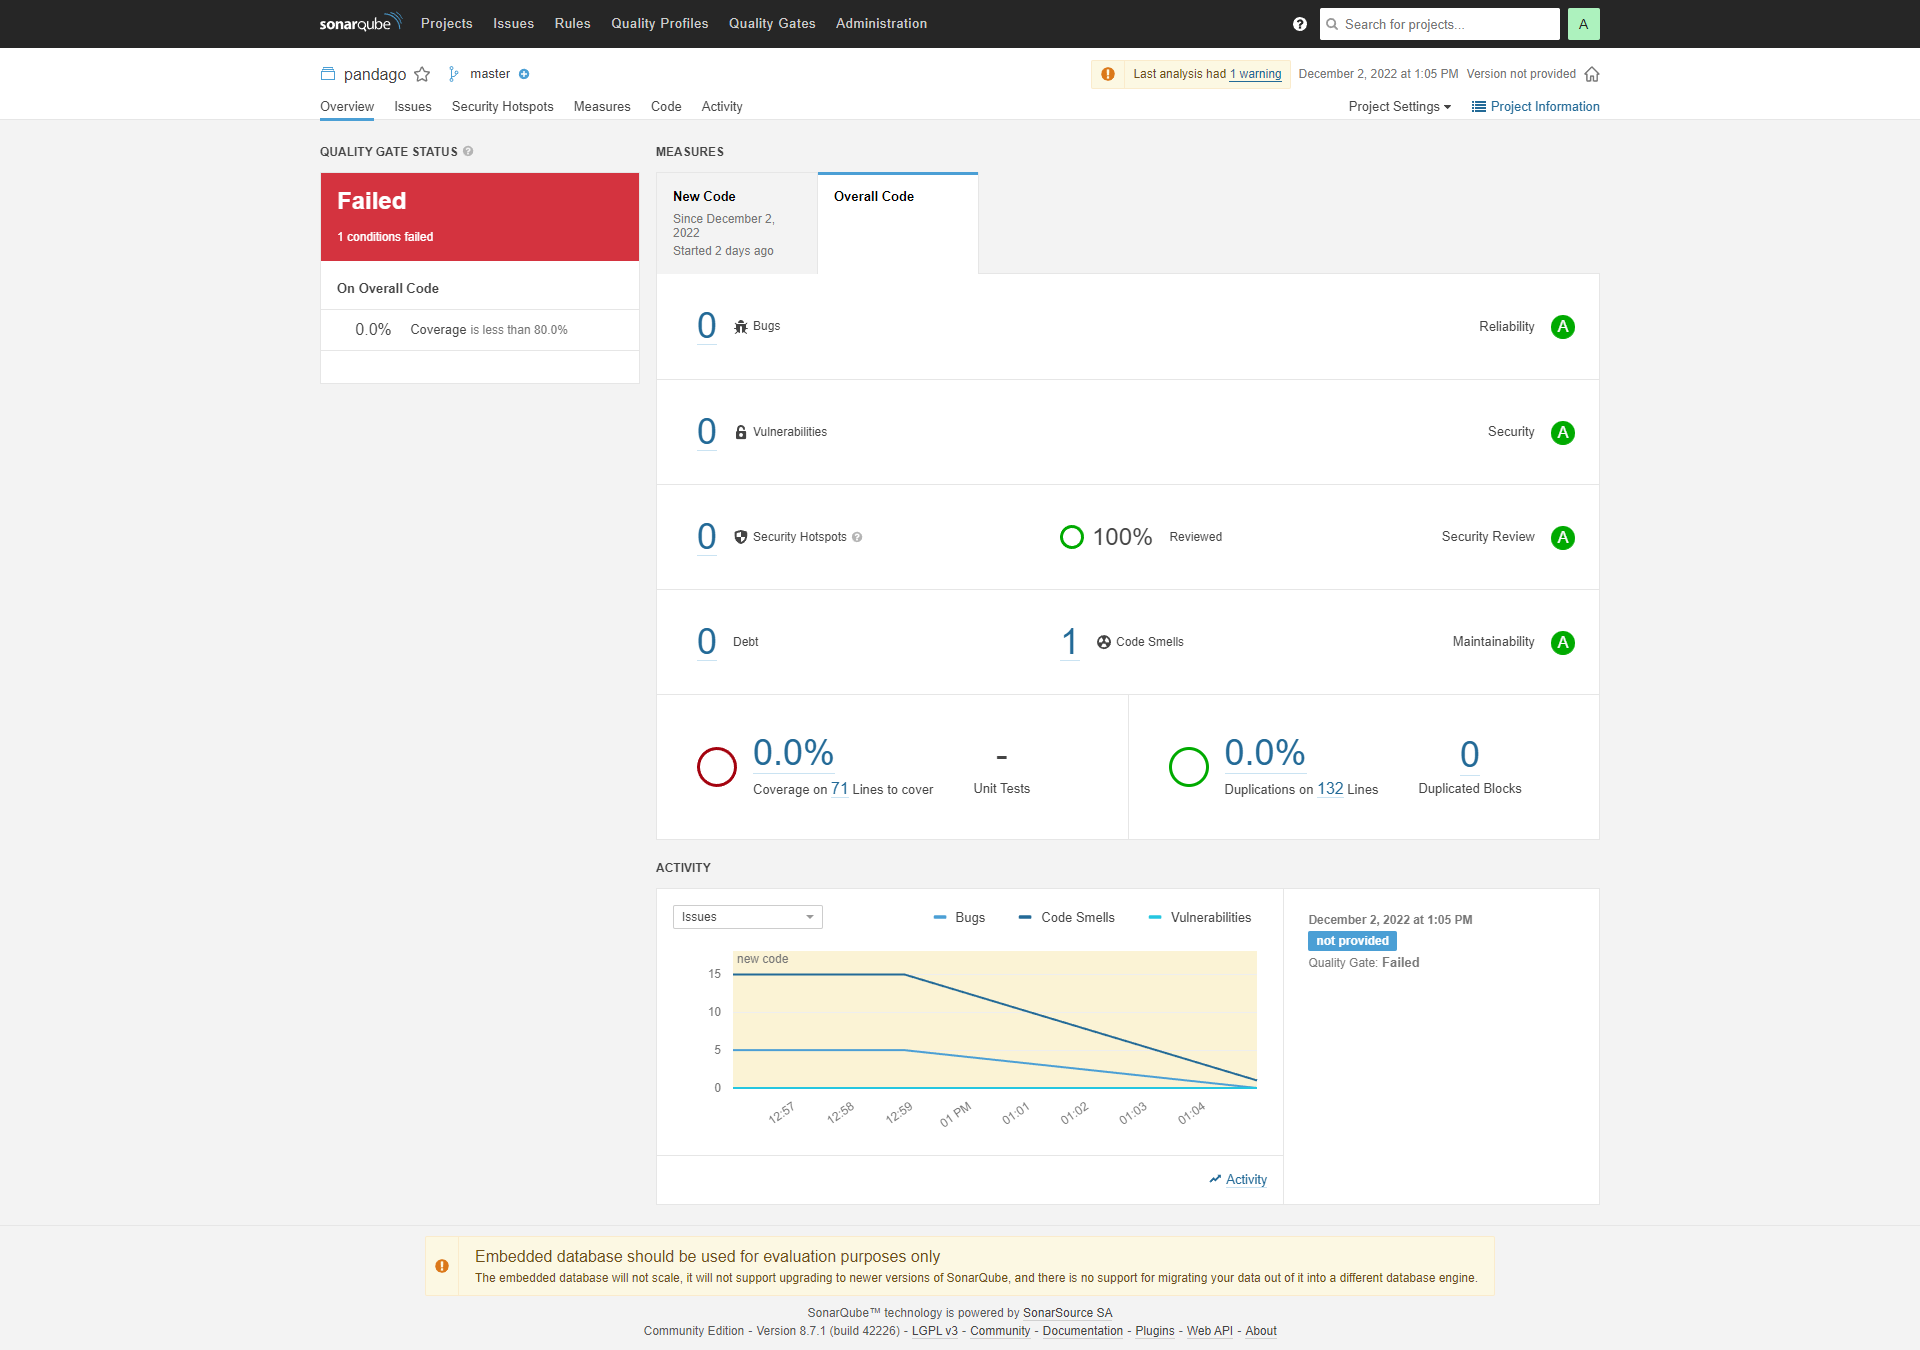 sonarqube Projects Issues Rules Quality Profiles Quality Gates Administration ? Search for projects... A
pandago master Last analysis had 1 warning December 2, 2022 at 1:05 PM Version not provided
Overview Issues Security Hotspots Measures Code Activity Project Settings Project Information
QUALITY GATE STATUS ?
Failed
1 conditions failed
On Overall Code
0.0% Coverage is less than 80.0%
MEASURES
New Code
Since December 2,
2022
Started 2 days ago
Overall Code
0 Bugs Reliability A
0 Vulnerabilities Security A
0 Security Hotspots ? 100% Reviewed Security Review A
0 Debt 1 Code Smells Maintainability A
0.0%
Coverage on 71 Lines to cover
-
Unit Tests
0.0%
Duplications on 132 Lines
0
Duplicated Blocks
ACTIVITY
Issues Bugs Code Smells Vulnerabilities
new code
15
10
5
0
12:57 12:58 12:59 01 PM 01:01 01:02 01:03 01:04
Activity
December 2, 2022 at 1:05 PM
not provided
Quality Gate: Failed
Embedded database should be used for evaluation purposes only
The embedded database will not scale, it will not support upgrading to newer versions of SonarQube, and there is no support for migrating your data out of it into a different database engine.
SonarQube™ technology is powered by SonarSource SA
Community Edition - Version 8.7.1 (build 42226) - LGPL v3 - Community - Documentation - Plugins - Web API - About